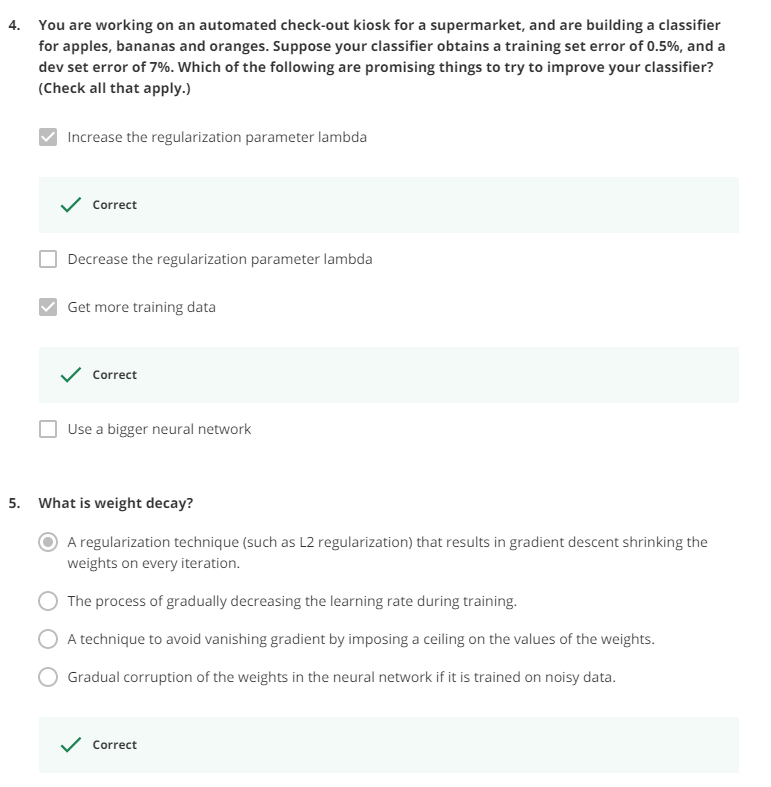 4. You are working on an automated check-out kiosk for a supermarket, and are building a classifier
for apples, bananas and oranges. Suppose your classifier obtains a training set error of 0.5%, and a
dev set error of 7%. Which of the following are promising things to try to improve your classifier?
(Check all that apply.)
Increase the regularization parameter lambda
Correct
Decrease the regularization parameter lambda
Get more training data
Correct
Use a bigger neural network
5. What is weight decay?
A regularization technique (such as L2 regularization) that results in gradient descent shrinking the
weights on every iteration.
The process of gradually decreasing the learning rate during training.
A technique to avoid vanishing gradient by imposing a ceiling on the values of the weights.
Gradual corruption of the weights in the neural network if it is trained on noisy data.
Correct